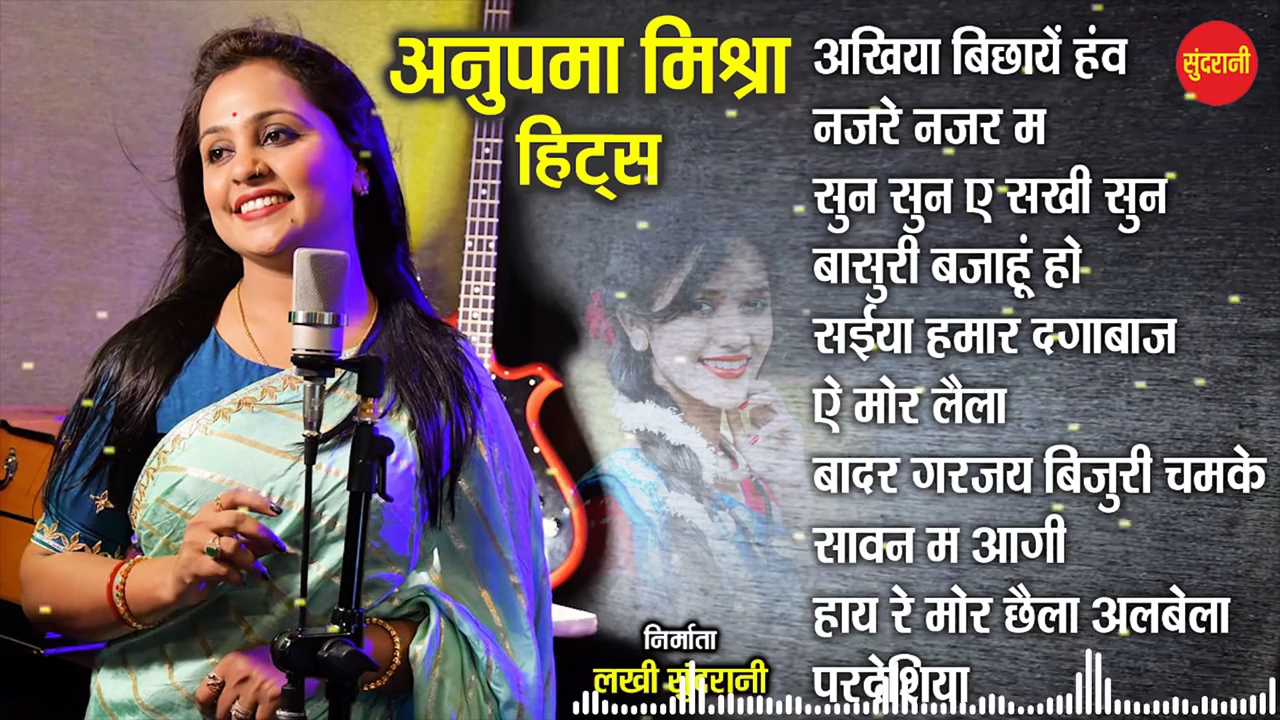 अनुपमा मिश्रा
हिट्स
अखिया बिछायें हंव
नजरे नजर म
सुन सुन ए सखी सुन
बासुरी बजाहूं हो
सईया हमार दगाबाज
ऐ मोर लैला
बादर गरजय बिजुरी चमके
सावन म आगी
हाय रे मोर छैला अलबेला
परदेशिया
सुंदरानी
निर्माता
लखी सुंदरानी